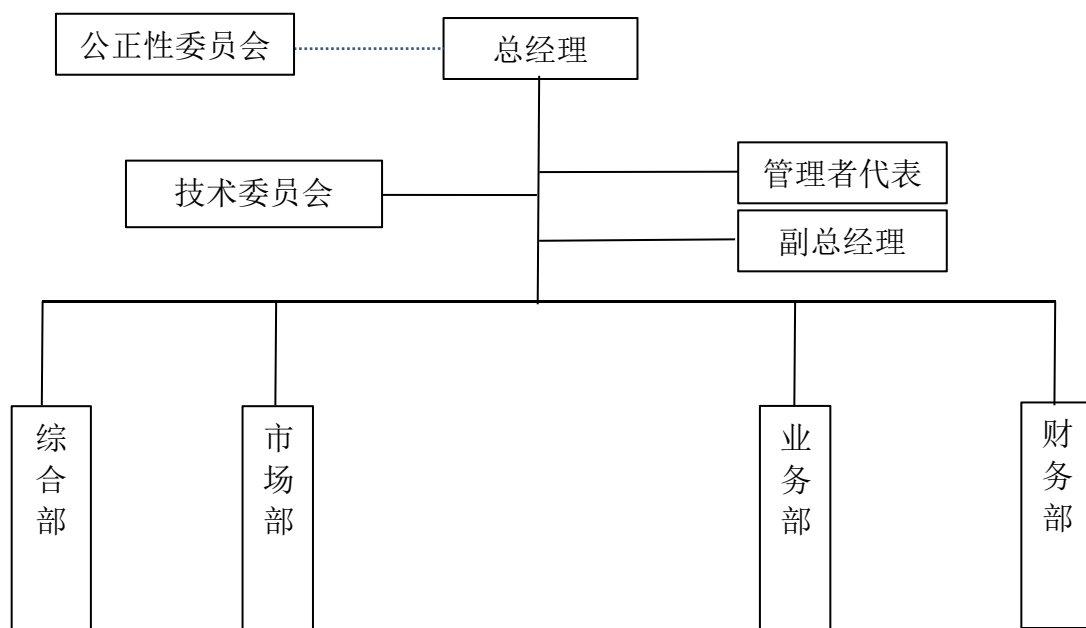 公正性委员会
总经理
技术委员会
管理者代表
副总经理
综合部
市场部
业务部
财务部